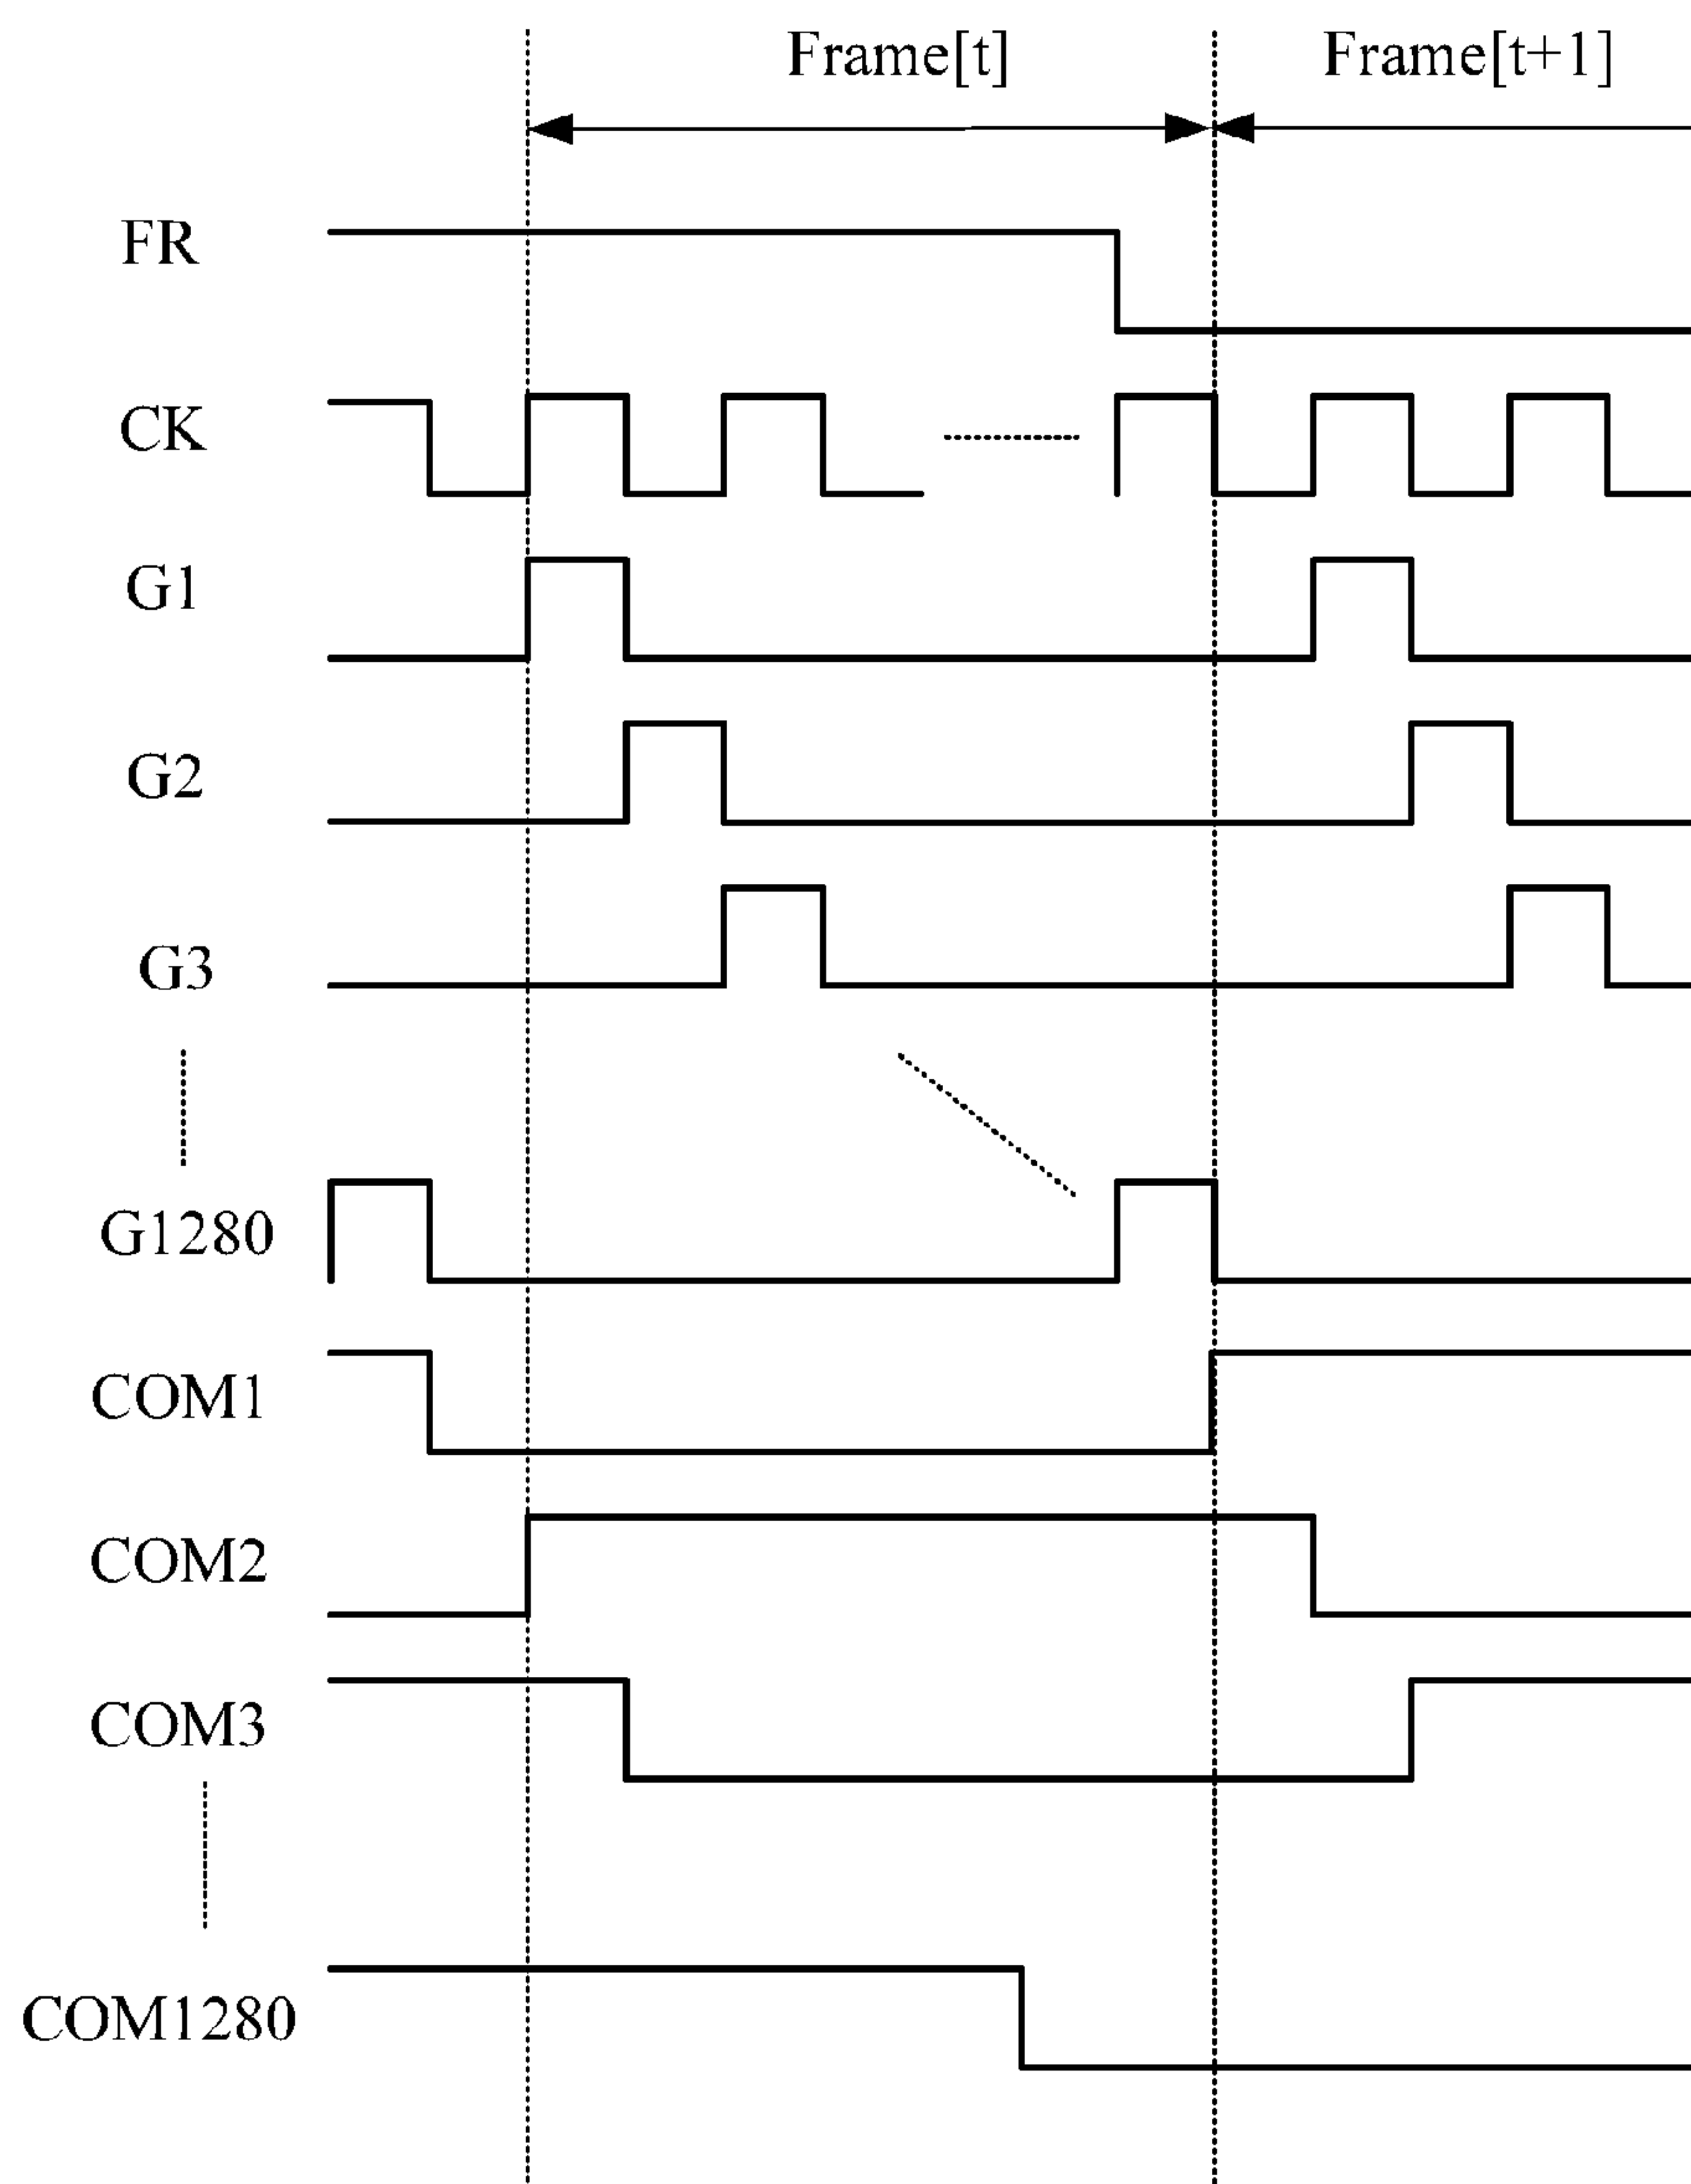 Frame[t] Frame[t+1]
FR
CK
G1
G2
G3
G1280
COM1
COM2
COM3
COM1280